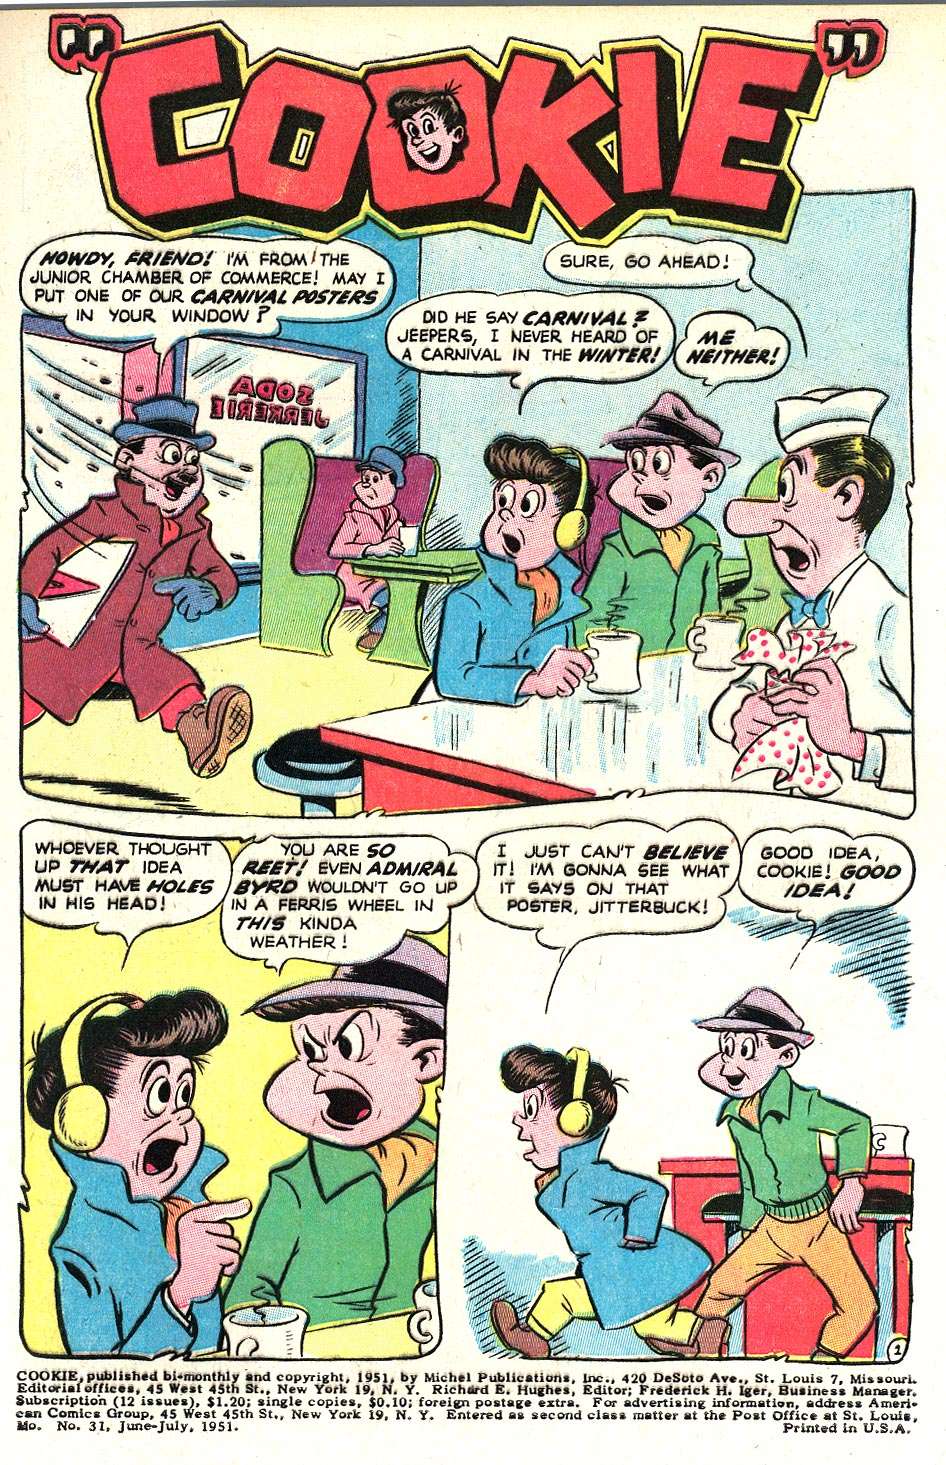 "COOKIE"
HOWDY, FRIEND! I'M FROM THE
JUNIOR CHAMBER OF COMMERCE! MAY I
PUT ONE OF OUR CARNIVAL POSTERS
IN YOUR WINDOW?
SURE, GO AHEAD!
DID HE SAY CARNIVAL?
JEEPERS, I NEVER HEARD OF
A CARNIVAL IN THE WINTER!
ME
NEITHER!
SODA
JERKERIE
WHOEVER THOUGHT
UP THAT IDEA
MUST HAVE HOLES
IN HIS HEAD!
YOU ARE SO
REET! EVEN ADMIRAL
BYRD WOULDN'T GO UP
IN A FERRIS WHEEL IN
THIS KINDA
WEATHER!
I JUST CAN'T BELIEVE
IT! I'M GONNA SEE WHAT
IT SAYS ON THAT
POSTER, JITTERBUCK!
GOOD IDEA,
COOKIE! GOOD
IDEA!
1
COOKIE, published bi-monthly and copyright, 1951, by Michel Publications, Inc., 420 DeSoto Ave., St. Louis 7, Missouri.
Editorial offices, 45 West 45th St., New York 19, N. Y. Richard E. Hughes, Editor; Frederick H. Iger, Business Manager.
Subscription (12 issues), $1.20; single copies, $0.10; foreign postage extra. For advertising information, address Ameri-
can Comics Group, 45 West 45th St., New York 19, N. Y. Entered as second class matter at the Post Office at St. Louis,
Mo. No. 31, June-July, 1951. Printed in U.S.A.